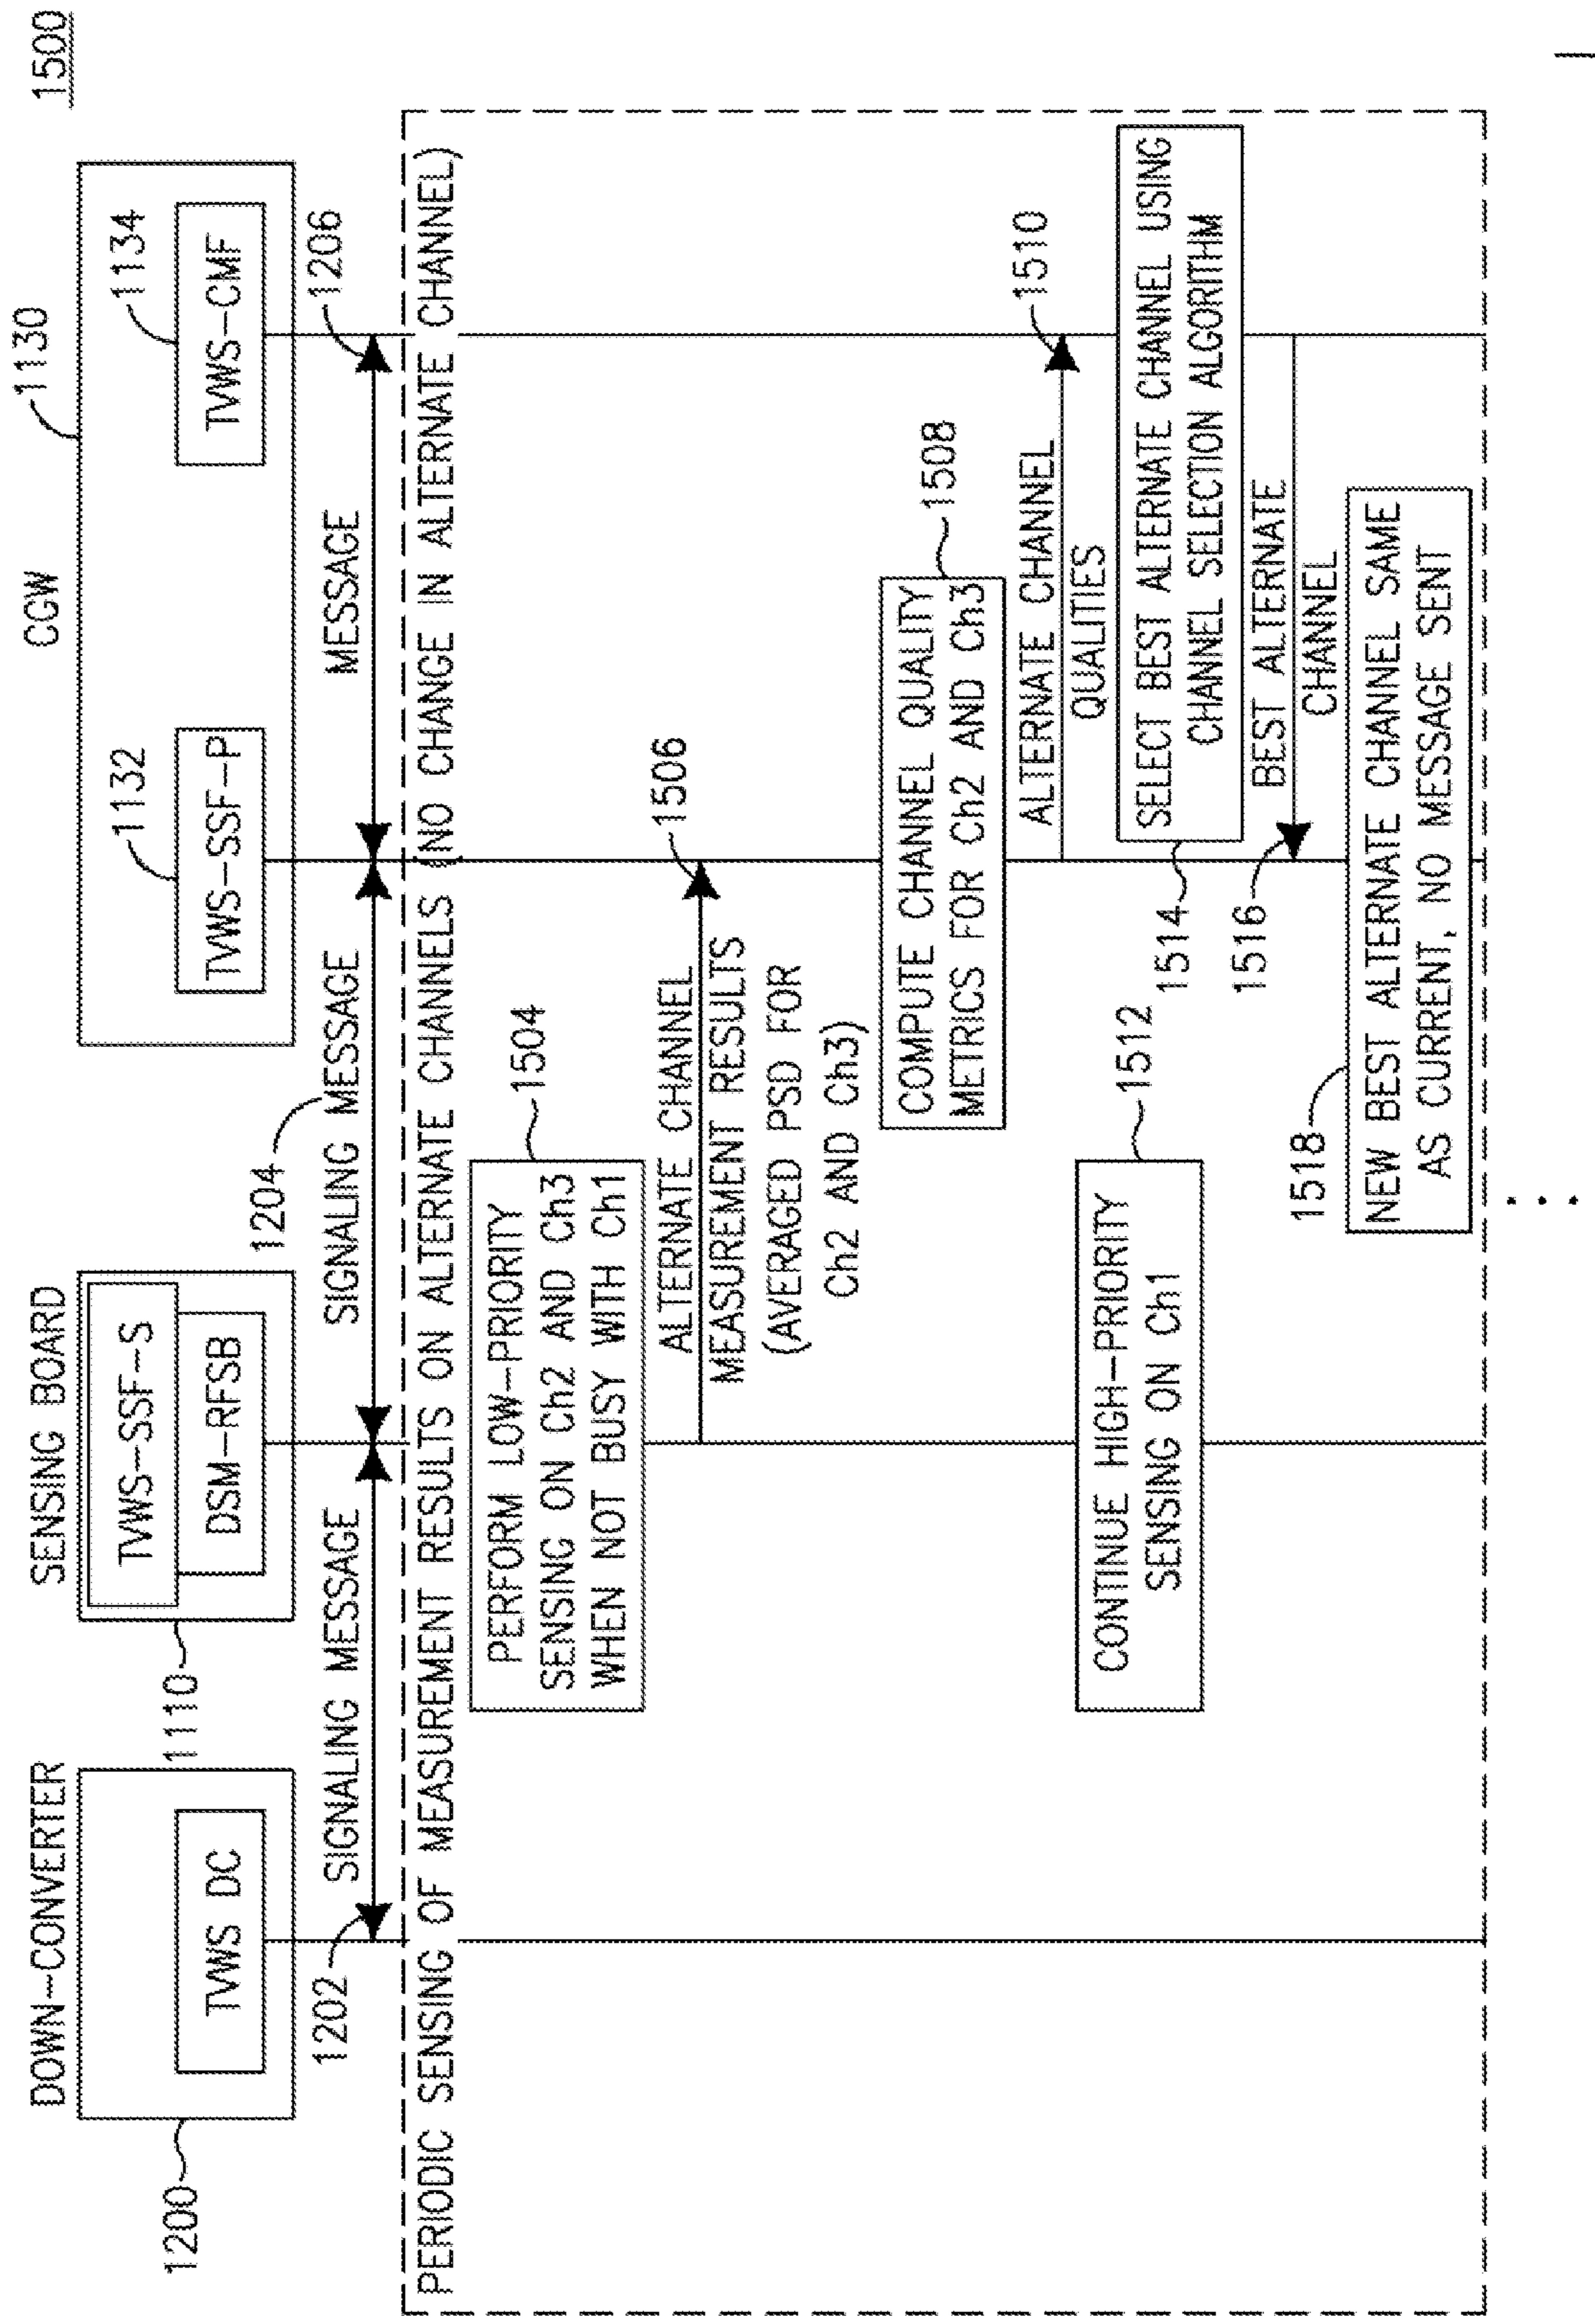 1500
DOWN-CONVERTER
SENSING BOARD
CGW
1130
TVWS DC
TVWS-SSF-S
DSM-RFSB
TVWS-SSF-P
TVWS-CMF
1200
1110
1132
1134
1202
SIGNALING MESSAGE
1204
SIGNALING MESSAGE
MESSAGE
1206
PERIODIC SENSING OF MEASUREMENT RESULTS ON ALTERNATE CHANNELS (NO CHANGE IN ALTERNATE CHANNEL)
PERFORM LOW-PRIORITY
SENSING ON Ch2 AND Ch3
WHEN NOT BUSY WITH Ch1
1504
ALTERNATE CHANNEL
MEASUREMENT RESULTS
(AVERAGED PSD FOR
Ch2 AND Ch3)
1506
COMPUTE CHANNEL QUALITY
METRICS FOR Ch2 AND Ch3
1508
ALTERNATE CHANNEL
QUALITIES
1510
CONTINUE HIGH-PRIORITY
SENSING ON Ch1
1512
SELECT BEST ALTERNATE CHANNEL USING
CHANNEL SELECTION ALGORITHM
1514
BEST ALTERNATE
CHANNEL
1516
NEW BEST ALTERNATE CHANNEL SAME
AS CURRENT, NO MESSAGE SENT
1518